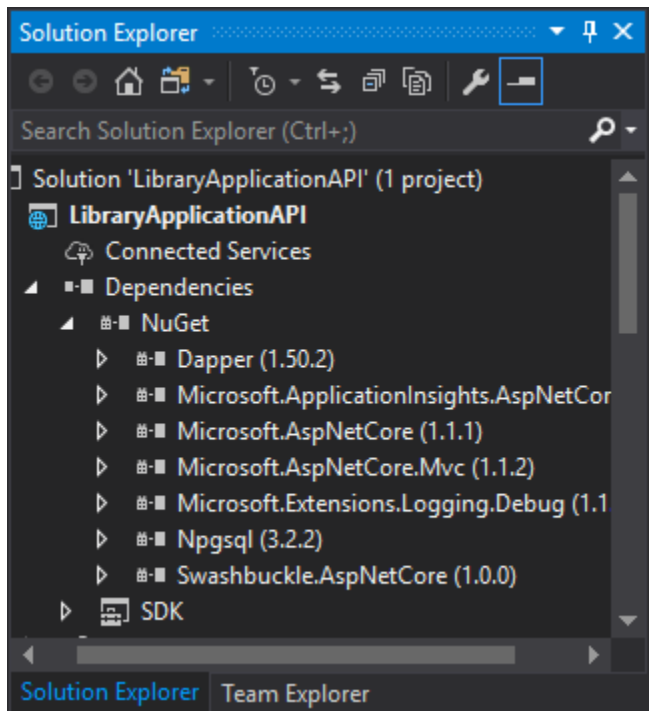 Solution Explorer
Search Solution Explorer (Ctrl+;)
Solution 'LibraryApplicationAPI' (1 project)
LibraryApplicationAPI
Connected Services
Dependencies
NuGet
Dapper (1.50.2)
Microsoft.ApplicationInsights.AspNetCor
Microsoft.AspNetCore (1.1.1)
Microsoft.AspNetCore.Mvc (1.1.2)
Microsoft.Extensions.Logging.Debug (1.1
Npgsql (3.2.2)
Swashbuckle.AspNetCore (1.0.0)
SDK
Solution Explorer Team Explorer